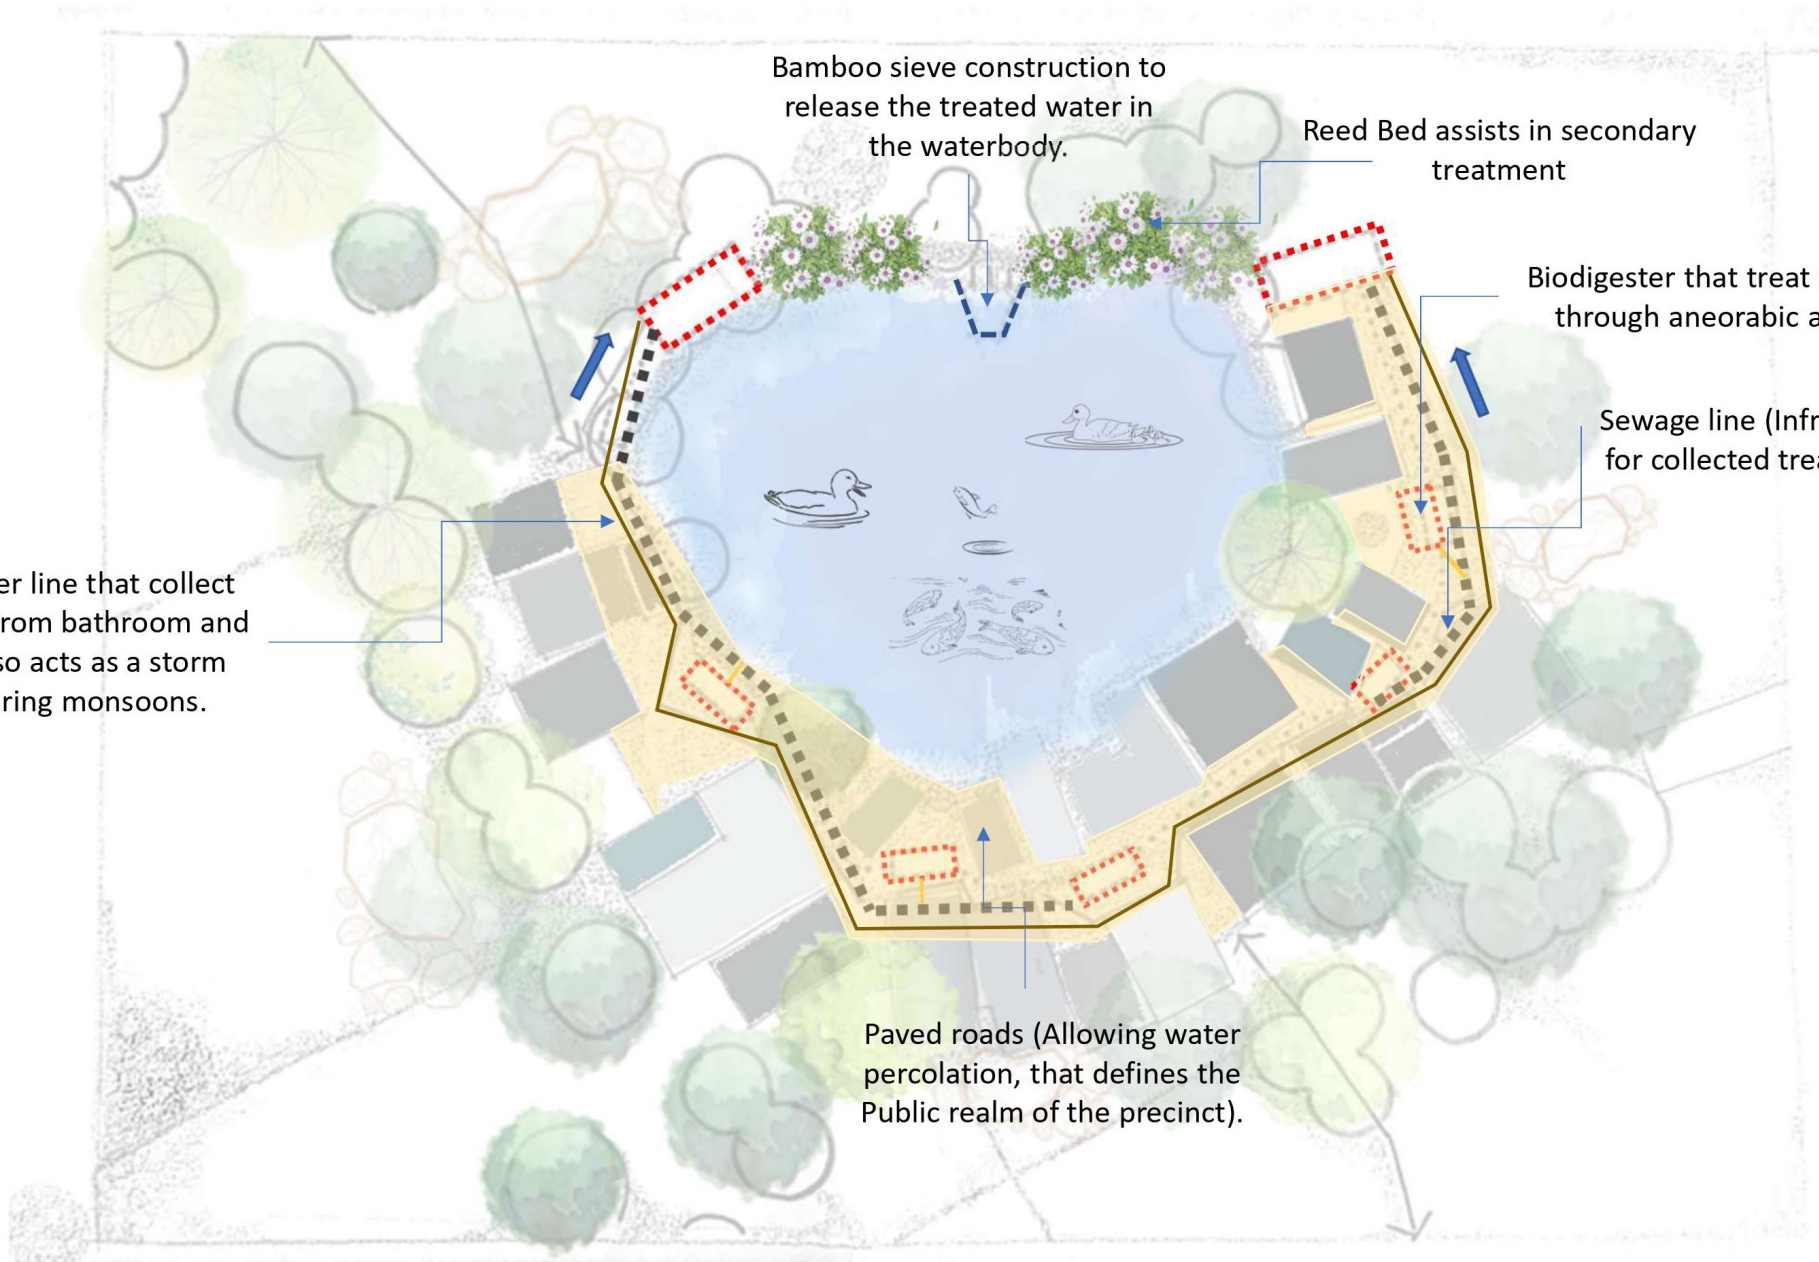 Bamboo sieve construction to
release the treated water in
the waterbody.
Reed Bed assists in secondary
treatment
Biodigester that treat
through aneorabic a
Sewage line (Infr
for collected trea
er line that collect
rom bathroom and
so acts as a storm
ring monsoons.
Paved roads (Allowing water
percolation, that defines the
Public realm of the precinct).